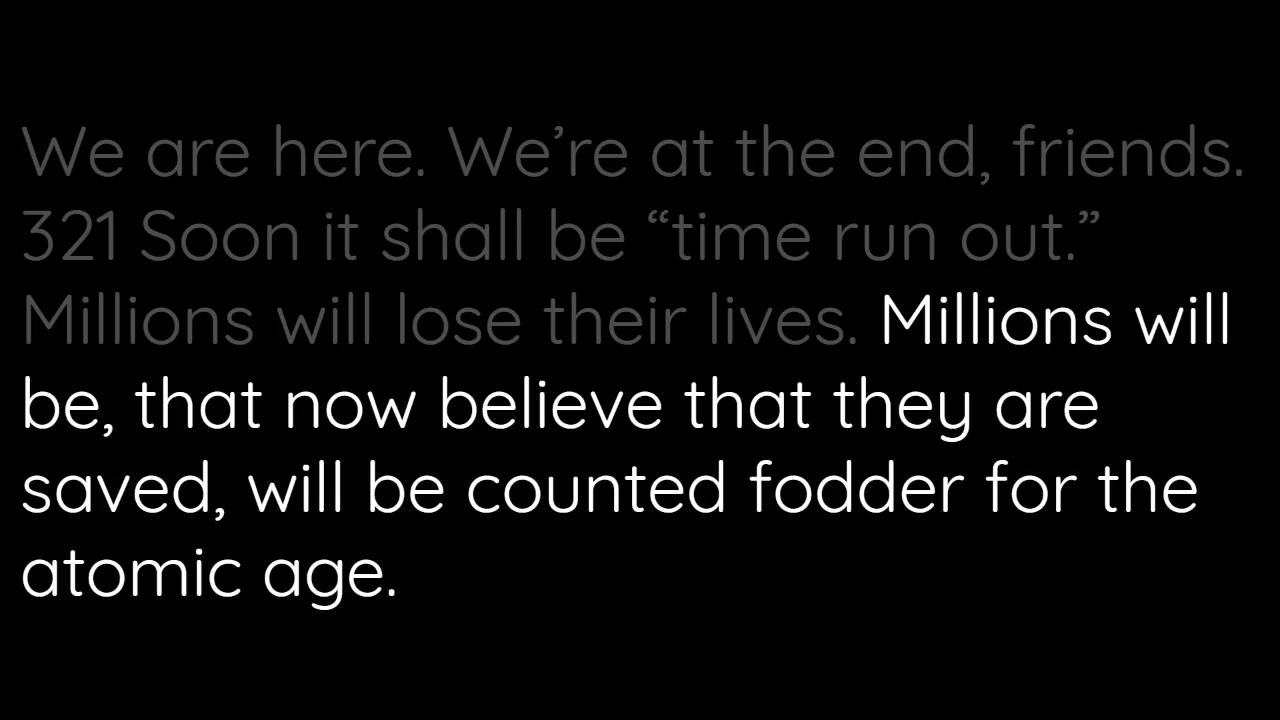 We are here. We’re at the end, friends.
321 Soon it shall be “time run out.”
Millions will lose their lives. Millions will
be, that now believe that they are
saved, will be counted fodder for the
atomic age.